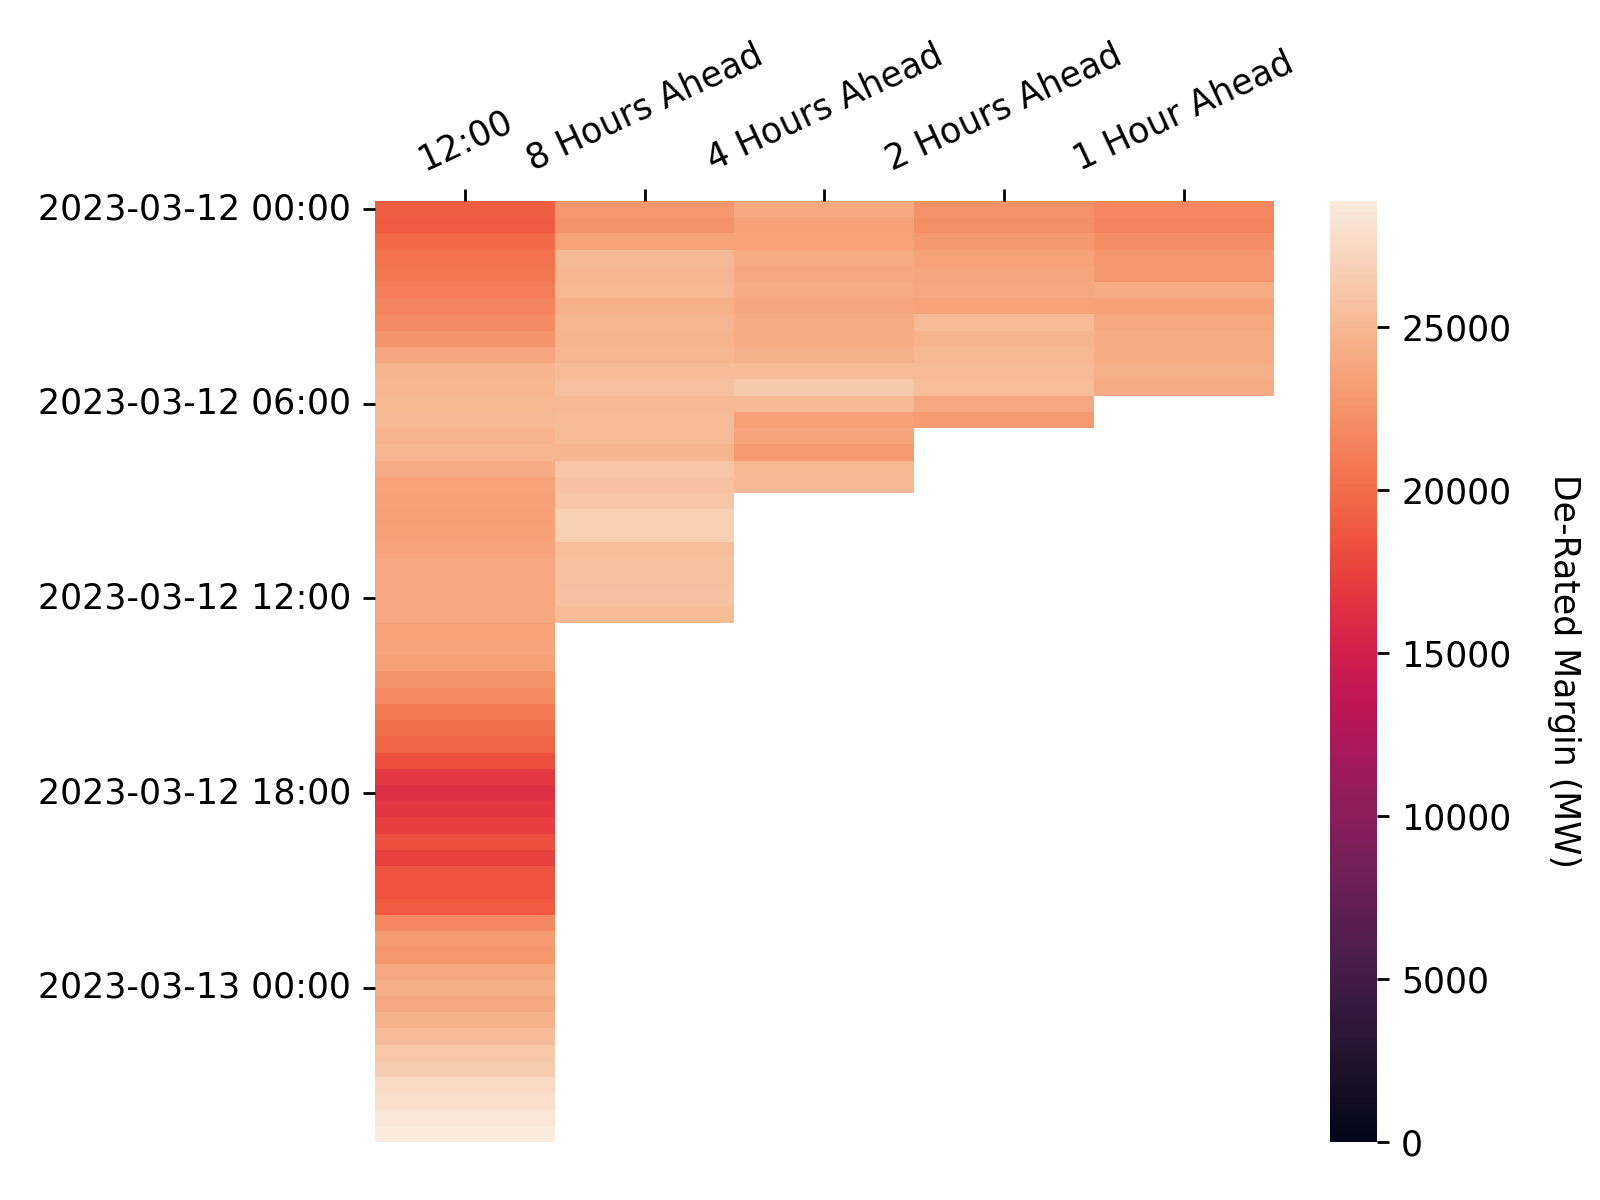 12:00
8 Hours Ahead
4 Hours Ahead
2 Hours Ahead
1 Hour Ahead
2023-03-12 00:00
2023-03-12 06:00
2023-03-12 12:00
2023-03-12 18:00
2023-03-13 00:00
25000
20000
15000
10000
5000
0
De-Rated Margin (MW)